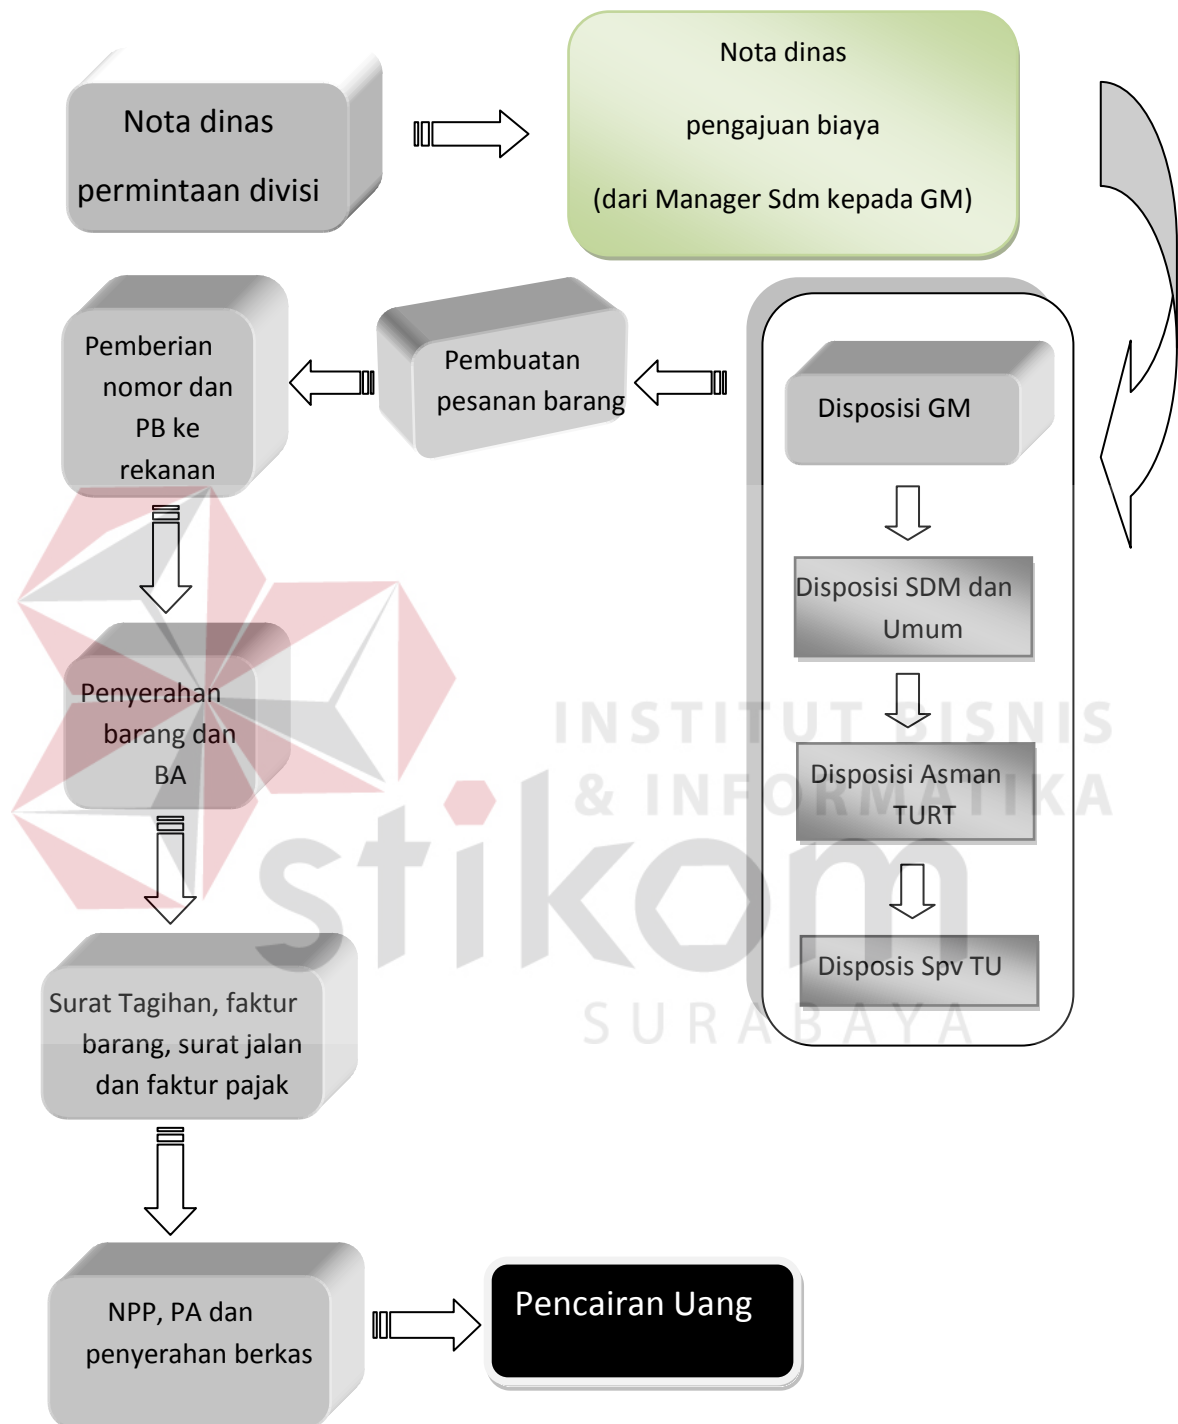 Nota dinas
permintaan divisi
Nota dinas
pengajuan biaya
(dari Manager Sdm kepada GM)
Pemberian
nomor dan
PB ke
rekanan
Pembuatan
pesanan barang
Disposisi GM
Disposisi SDM dan
Umum
Disposisi Asman
TURT
Disposis Spv TU
Penyerahan
barang dan
BA
Surat Tagihan, faktur
barang, surat jalan
dan faktur pajak
NPP, PA dan
penyerahan berkas
Pencairan Uang
INSTITUT BISNIS
& INFORMATIKA
stikom
SURABAYA